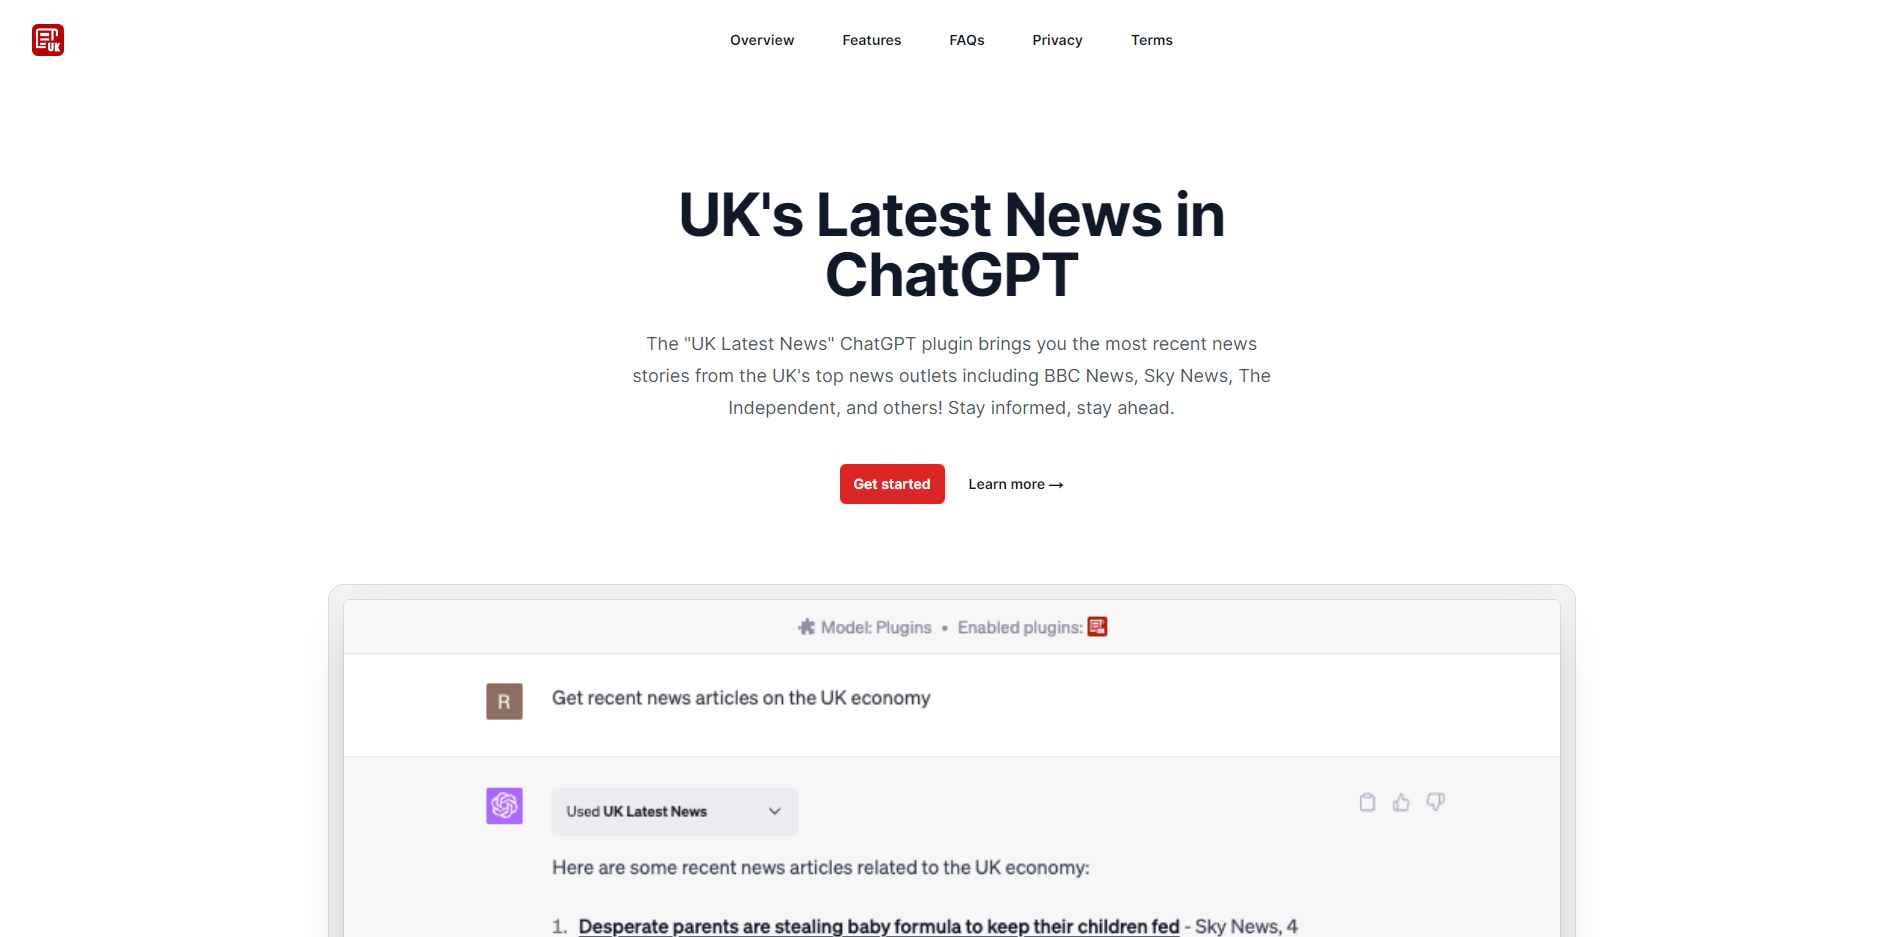 UK
Overview
Features
FAQs
Privacy
Terms
UK's Latest News in
ChatGPT
The "UK Latest News" ChatGPT plugin brings you the most recent news
stories from the UK's top news outlets including BBC News, Sky News, The
Independent, and others! Stay informed, stay ahead.
Get started
Learn more →
Model: Plugins • Enabled plugins:
R
Get recent news articles on the UK economy
Used UK Latest News
Here are some recent news articles related to the UK economy:
1. Desperate parents are stealing baby formula to keep their children fed - Sky News, 4